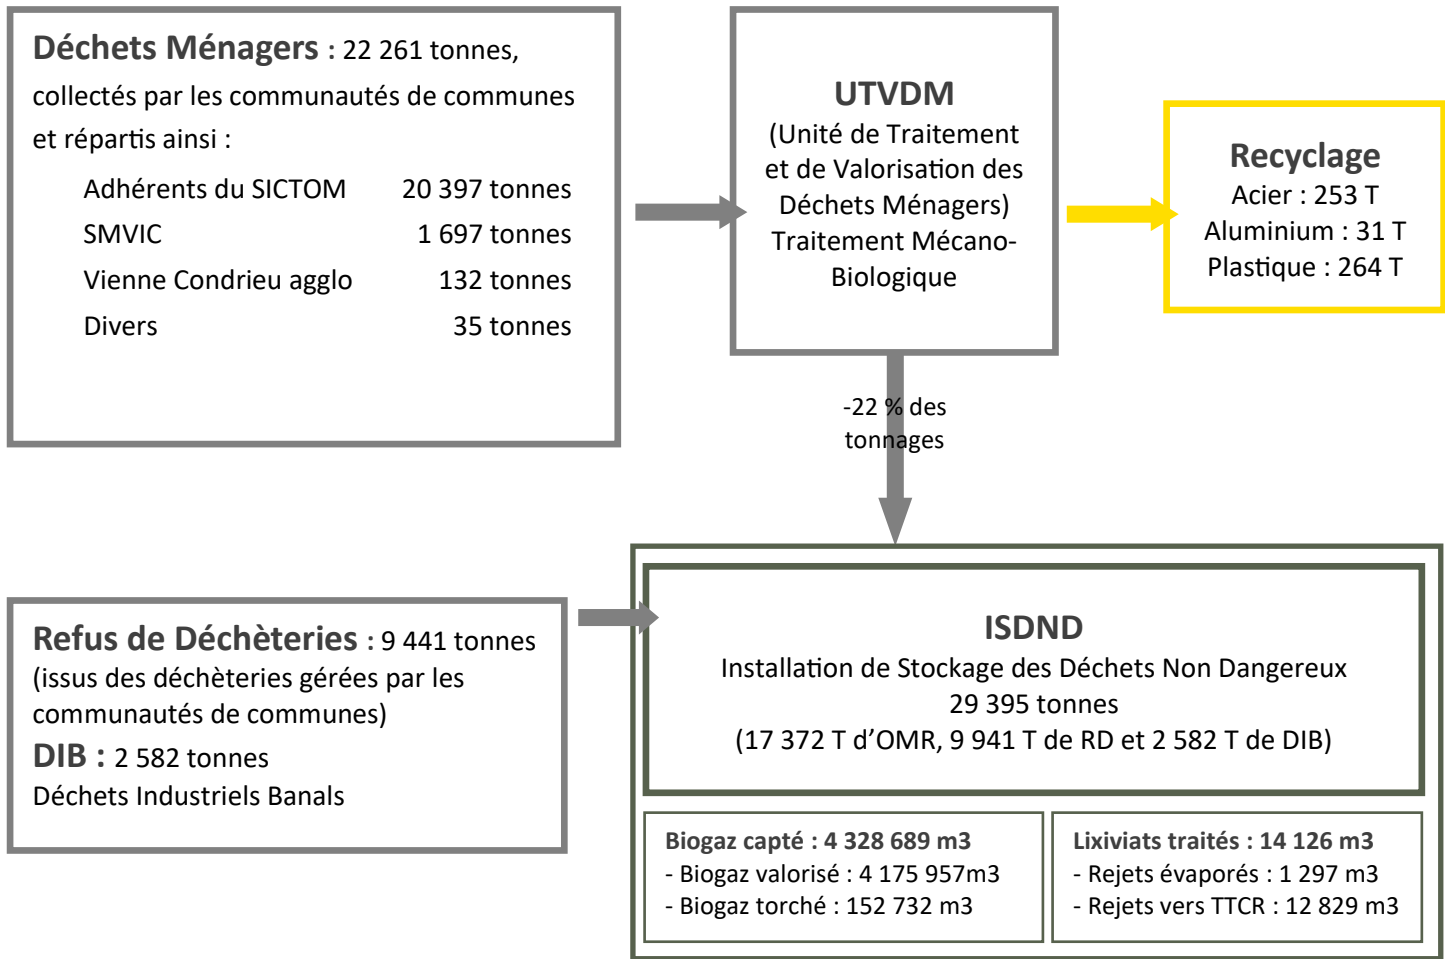 Déchets Ménagers : 22 261 tonnes,
collectés par les communautés de communes
et répartis ainsi :
Adhérents du SICTOM 20 397 tonnes
SMVIC 1 697 tonnes
Vienne Condrieu agglo 132 tonnes
Divers 35 tonnes
UTVDM
(Unité de Traitement
et de Valorisation des
Déchets Ménagers)
Traitement Mécano-
Biologique
Recyclage
Acier : 253 T
Aluminium : 31 T
Plastique : 264 T
-22 % des
tonnages
Refus de Déchèteries : 9 441 tonnes
(issus des déchèteries gérées par les
communautés de communes)
DIB : 2 582 tonnes
Déchets Industriels Banals
ISDND
Installation de Stockage des Déchets Non Dangereux
29 395 tonnes
(17 372 T d’OMR, 9 941 T de RD et 2 582 T de DIB)
Biogaz capté : 4 328 689 m3
- Biogaz valorisé : 4 175 957m3
- Biogaz torché : 152 732 m3
Lixiviats traités : 14 126 m3
- Rejets évaporés : 1 297 m3
- Rejets vers TTCR : 12 829 m3